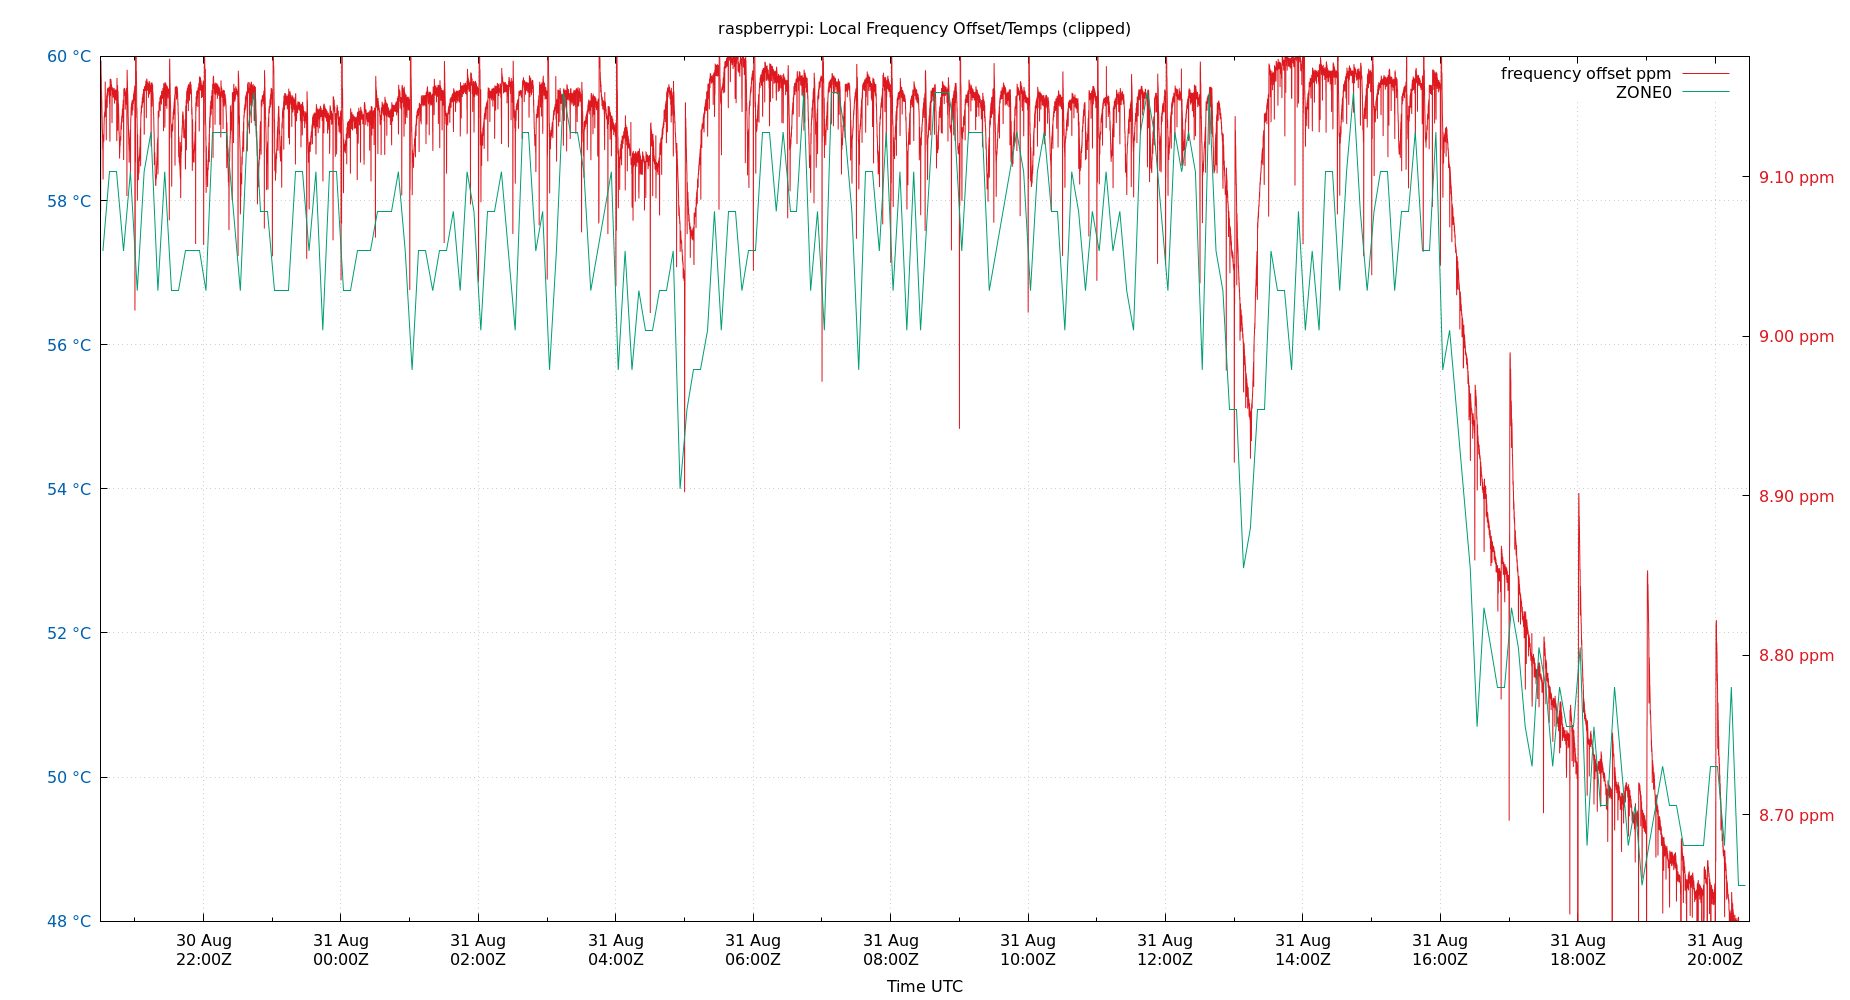 raspberrypi: Local Frequency Offset/Temps (clipped)
frequency offset ppm
ZONE0
60 °C
58 °C
56 °C
54 °C
52 °C
50 °C
48 °C
9.10 ppm
9.00 ppm
8.90 ppm
8.80 ppm
8.70 ppm
30 Aug
22:00Z
31 Aug
00:00Z
31 Aug
02:00Z
31 Aug
04:00Z
31 Aug
06:00Z
31 Aug
08:00Z
31 Aug
10:00Z
31 Aug
12:00Z
31 Aug
14:00Z
31 Aug
16:00Z
31 Aug
18:00Z
31 Aug
20:00Z
Time UTC